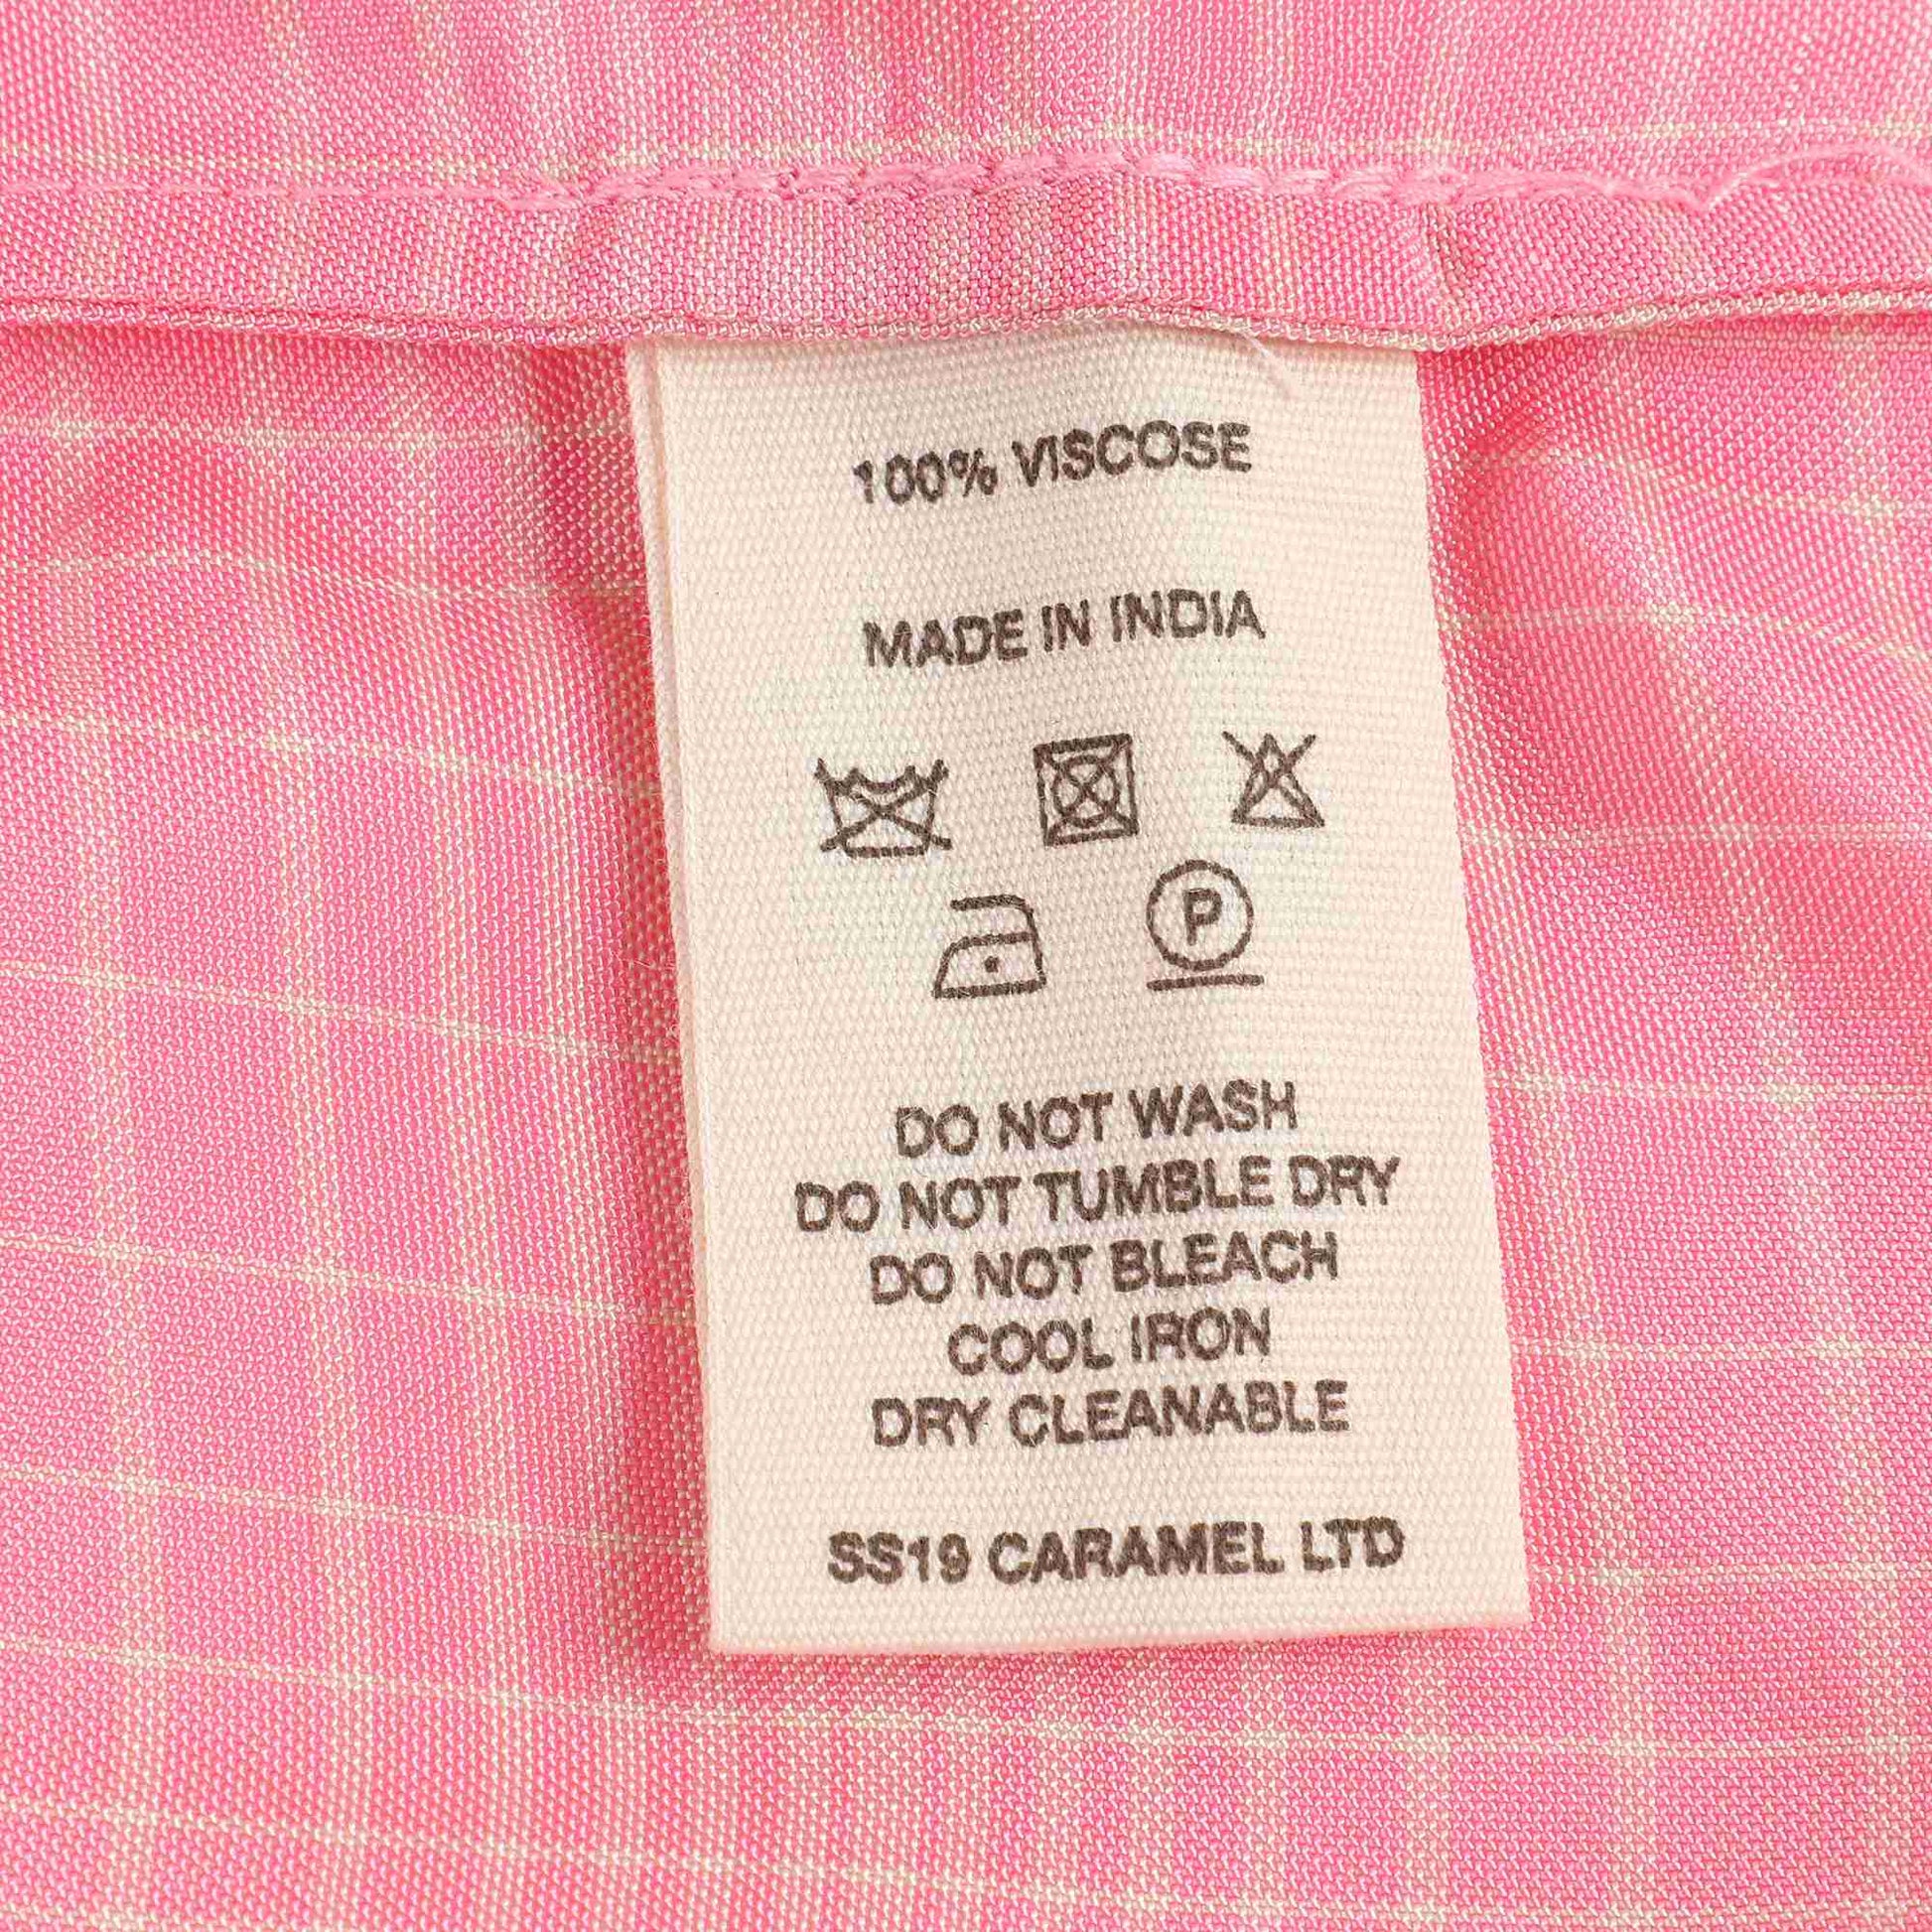 100% VISCOSE
MADE IN INDIA
P
DO NOT WASH
DO NOT TUMBLE DRY
DO NOT BLEACH
COOL IRON
DRY CLEANABLE
SS19 CARAMEL LTD